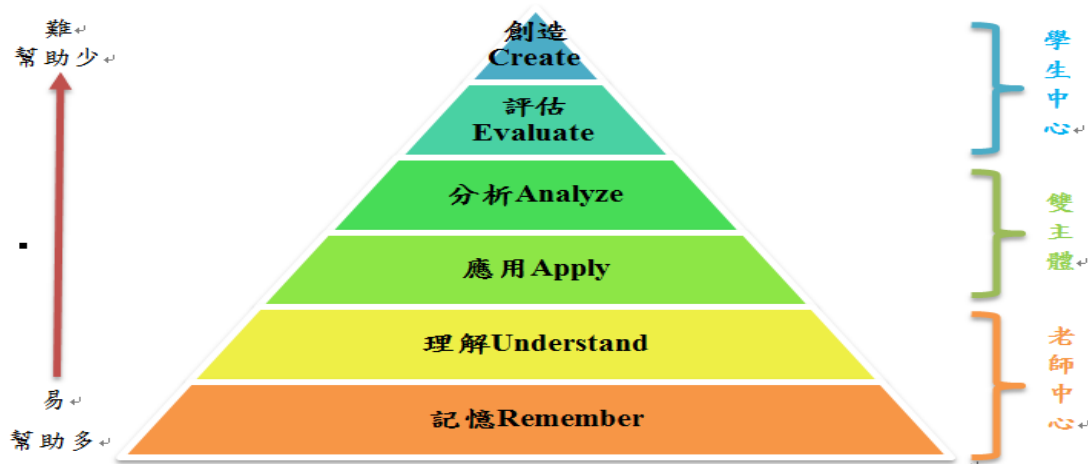 難
幫助少
創造
Create
評估
Evaluate
分析Analyze
應用Apply
理解Understand
記憶Remember
易
幫助多
學生中心
雙主體
老師中心